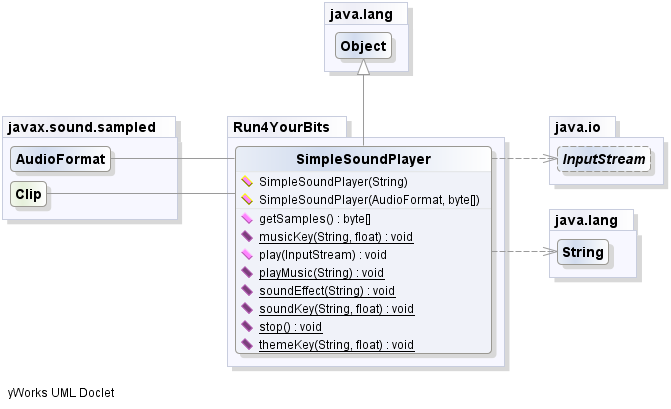 java.lang
Object
javax.sound.sampled
AudioFormat
Clip
Run4YourBits
SimpleSoundPlayer
SimpleSoundPlayer(String)
SimpleSoundPlayer(AudioFormat, byte[])
getSamples() : byte[]
musicKey(String, float) : void
play(InputStream) : void
playMusic(String) : void
soundEffect(String) : void
soundKey(String, float) : void
stop() : void
themeKey(String, float) : void
java.io
InputStream
java.lang
String
yWorks UML Doclet